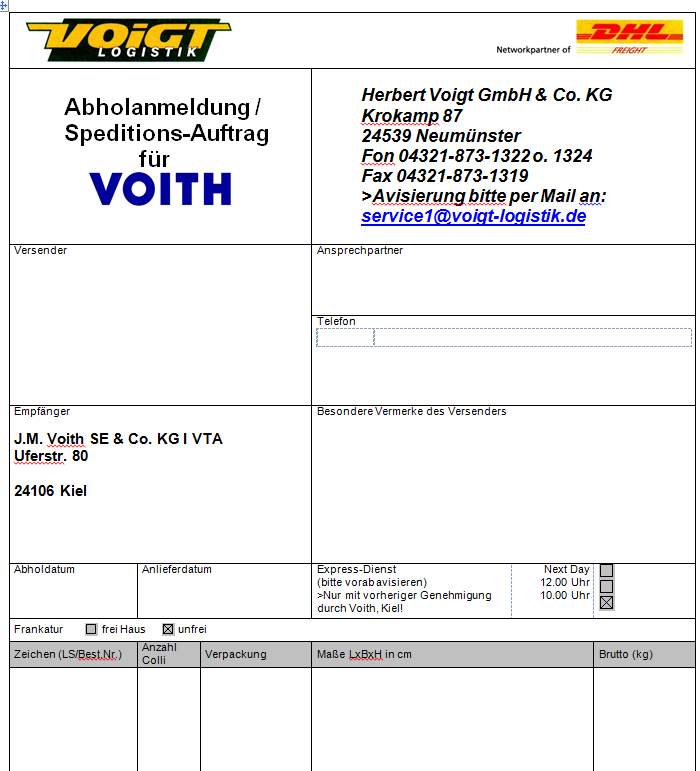 VOIGT
LOGISTIK
Networkpartner of
DHL
FREIGHT
Abholanmeldung /
Speditions-Auftrag
für
VOITH
Herbert Voigt GmbH & Co. KG
Krokamp 87
24539 Neumünster
Fon 04321-873-1322 o. 1324
Fax 04321-873-1319
>Avisierung bitte per Mail an:
service1@voigt-logistik.de
Versender
Ansprechpartner
Telefon
Empfänger
J.M. Voith SE & Co. KG I VTA
Uferstr. 80
24106 Kiel
Besondere Vermerke des Versenders
Abholdatum
Anlieferdatum
Express-Dienst
(bitte vorab avisieren)
>Nur mit vorheriger Genehmigung
durch Voith, Kiel!
Next Day
12.00 Uhr
10.00 Uhr
Frankatur frei Haus unfrei
Zeichen (LS/Best.Nr.)
Anzahl
Colli
Verpackung
Maße LxBxH in cm
Brutto (kg)